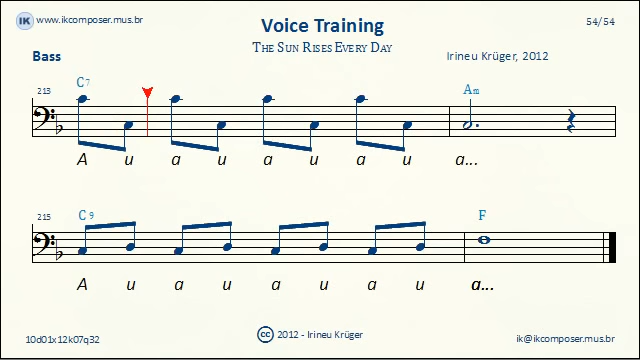 IK www.ikcomposer.mus.br
Voice Training
54/54
The Sun Rises Every Day
Bass
Irineu Krüger, 2012
213
C7
Am
A u a u a u a u a...
215
C 9
F
A u a u a u a u a...
10d01x12k07q32
cc 2012 - Irineu Krüger
ik@ikcomposer.mus.br